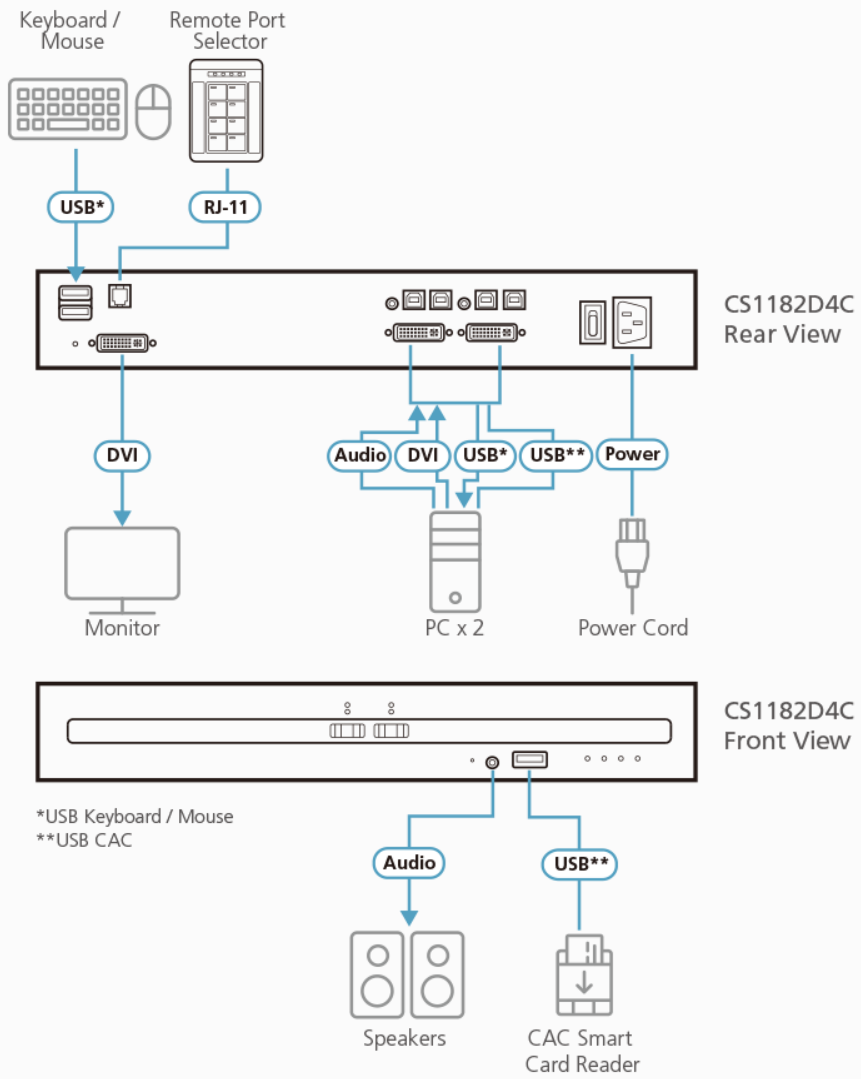 Keyboard /
Mouse
Remote Port
Selector
USB*
RJ-11
CS1182D4C
Rear View
DVI
Audio
DVI
USB*
USB**
Power
Monitor
PC x 2
Power Cord
CS1182D4C
Front View
*USB Keyboard / Mouse
**USB CAC
Audio
USB**
Speakers
CAC Smart
Card Reader